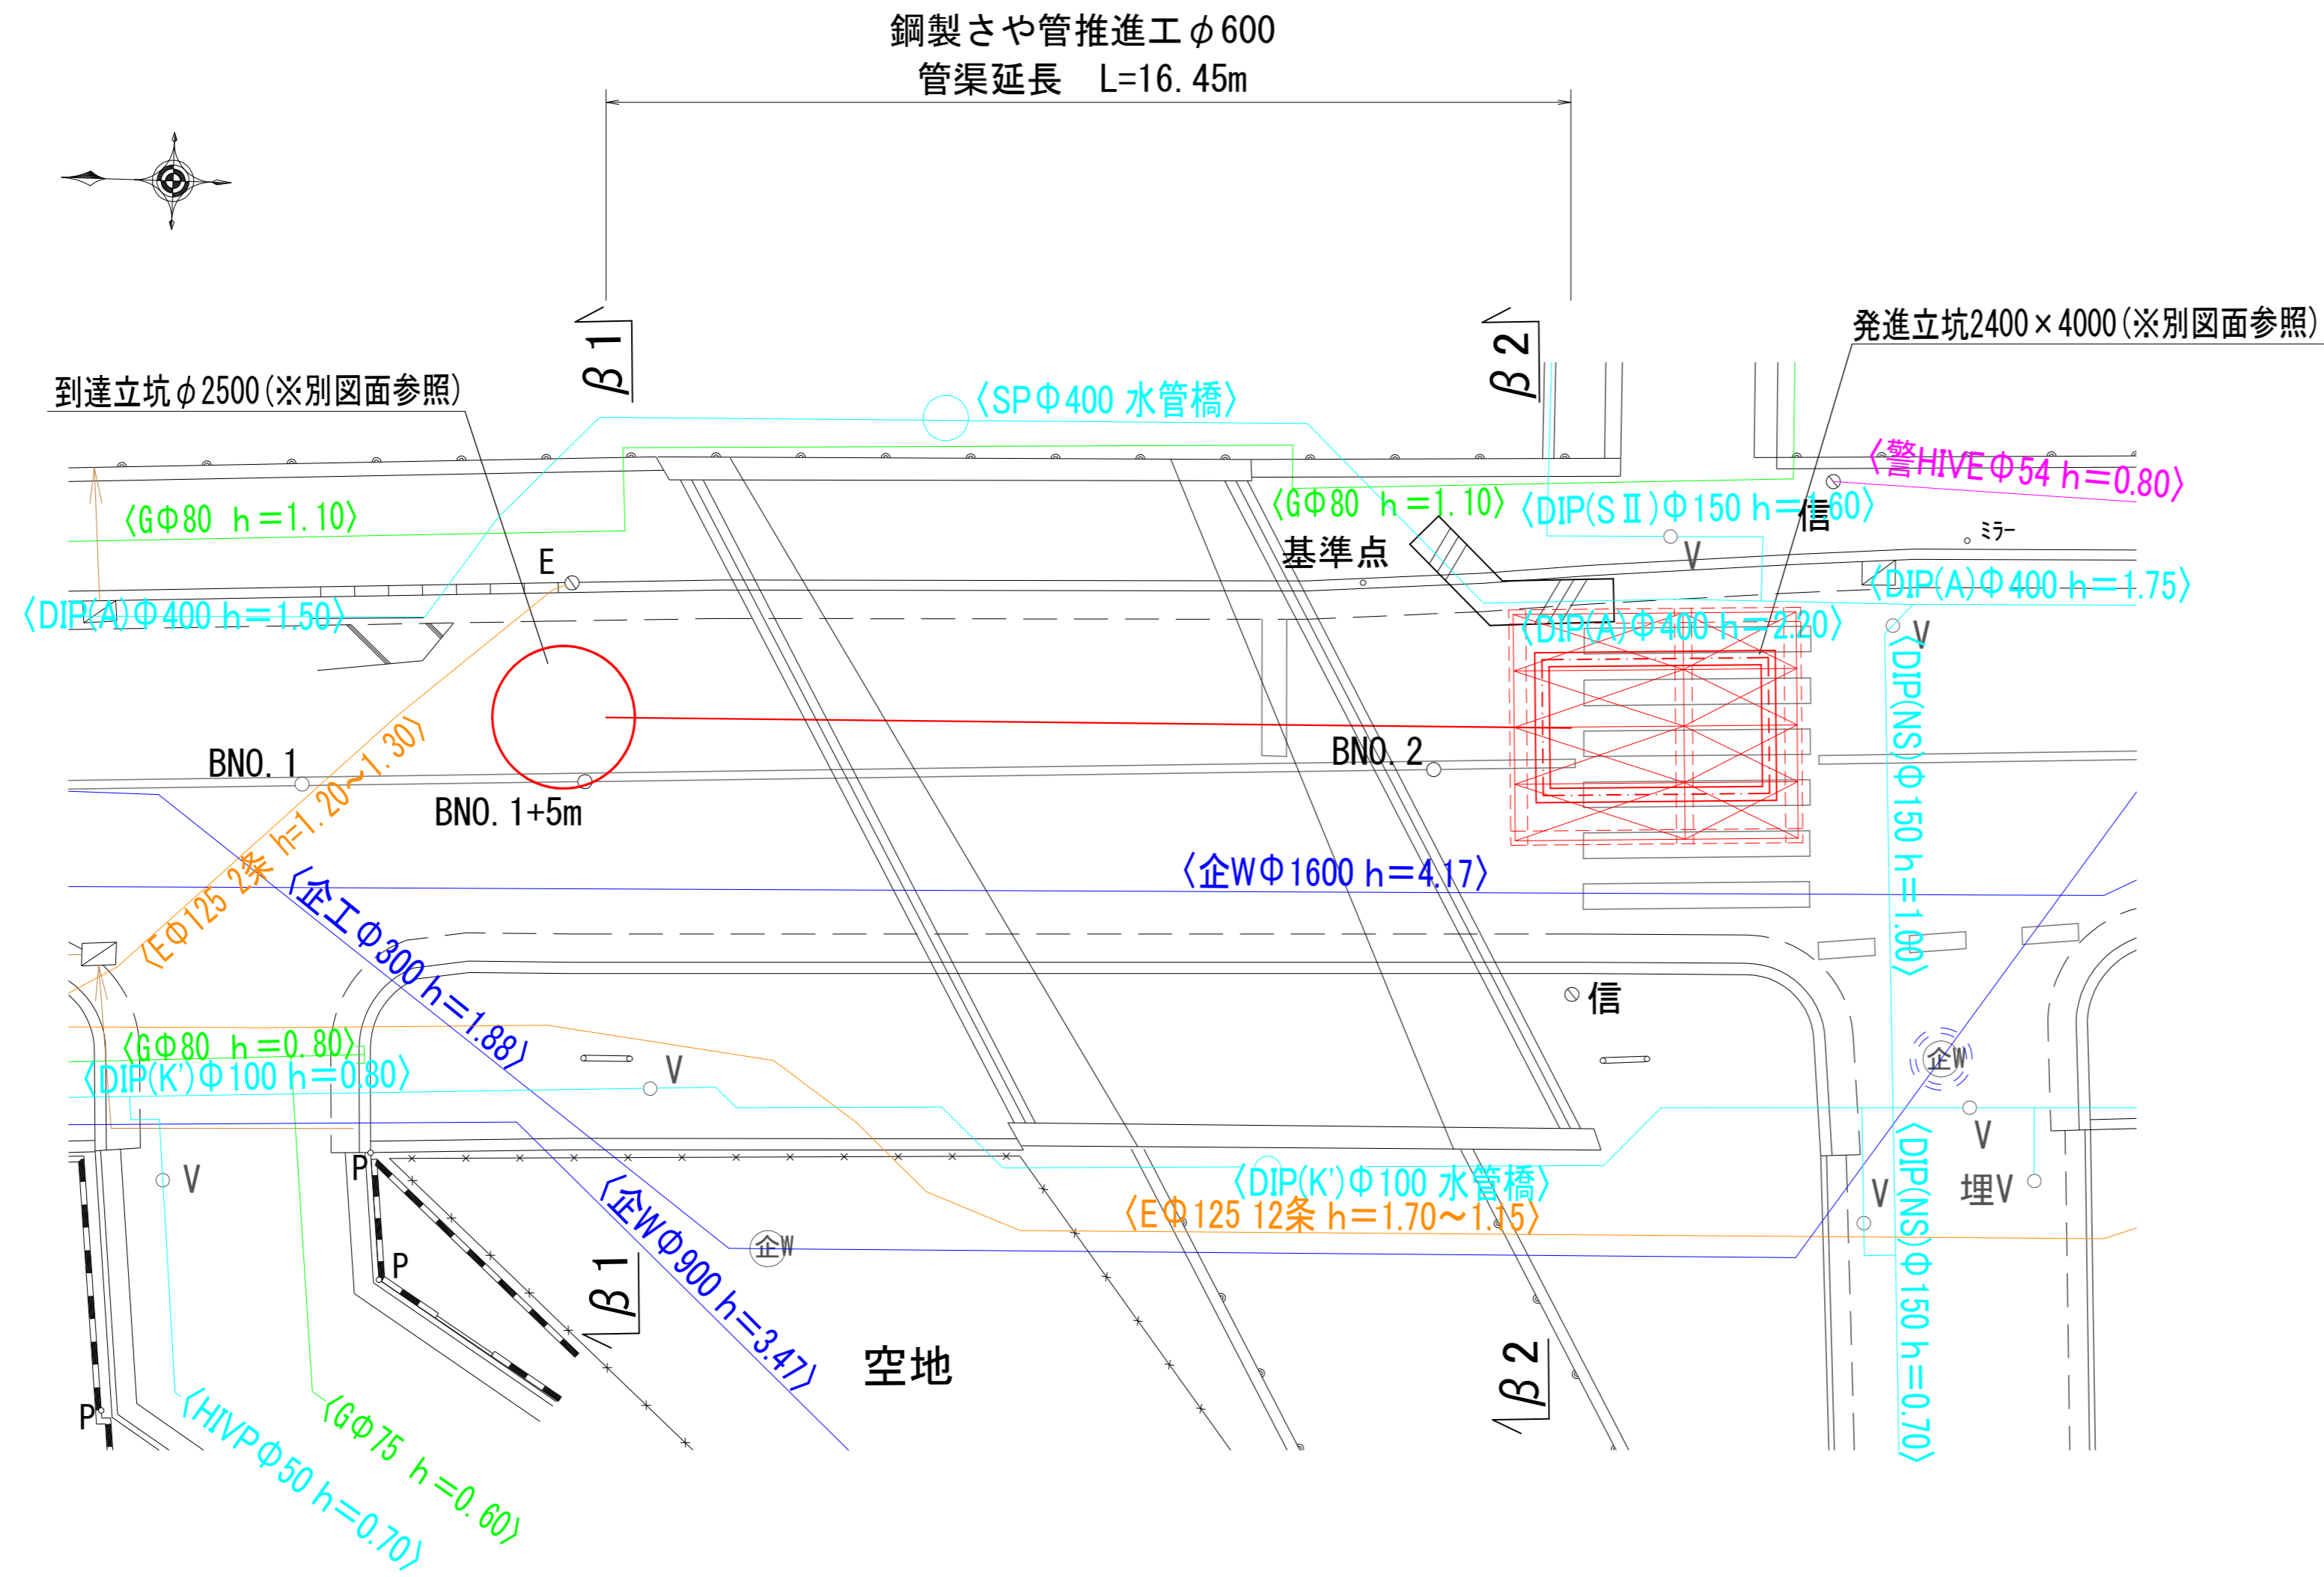 鋼製さや管推進工φ600
管渠延長　L=16.45m
発進立坑2400×4000(※別図面参照)
β1
β2
到達立坑φ2500(※別図面参照)
〈SPΦ400 水管橋〉
〈警HIVEΦ54 h=0.80〉
〈GΦ80 h=1.10〉
〈GΦ80 h=1.10〉
〈DIP(SⅡ)Φ150 h=1.60〉
信
ミラー
V
基準点
E
〈DIP(A)Φ400 h=1.50〉
〈DIP(A)Φ400 h=1.75〉
〈DIP(A)Φ400 h=2.20〉
V
BNO.1
BNO.2
BNO.1+5m
〈EΦ125 2条 h=1.20～1.30〉
〈DIP(NS)Φ150 h=1.00〉
〈企WΦ1600 h=4.17〉
〈企工Φ300 h=1.88〉
信
〈GΦ80 h=0.80〉
〈DIP(K')Φ100 h=0.80〉
V
企W
V
P
V
〈DIP(K')Φ100 水管橋〉
V
埋V
〈EΦ125 12条 h=1.70～1.15〉
企W
P
〈企WΦ900 h=3.47〉
β1
空地
β2
〈DIP(NS)Φ150 h=0.70〉
P
〈HIVPΦ50 h=0.70〉
〈GΦ75 h=0.60〉